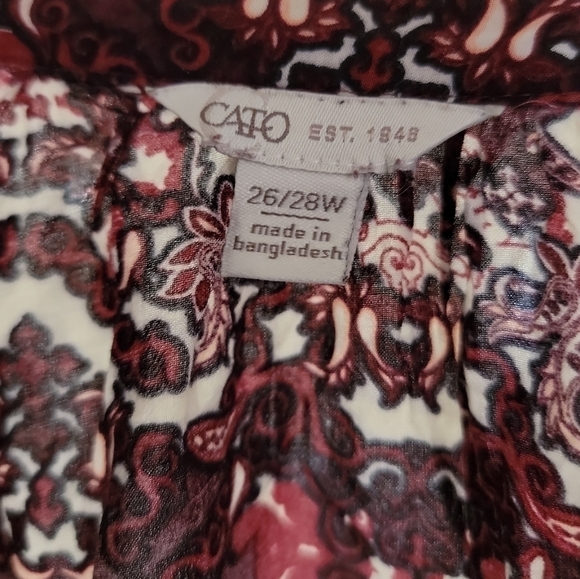 CATO EST. 1946
26/28W
made in
bangladesh